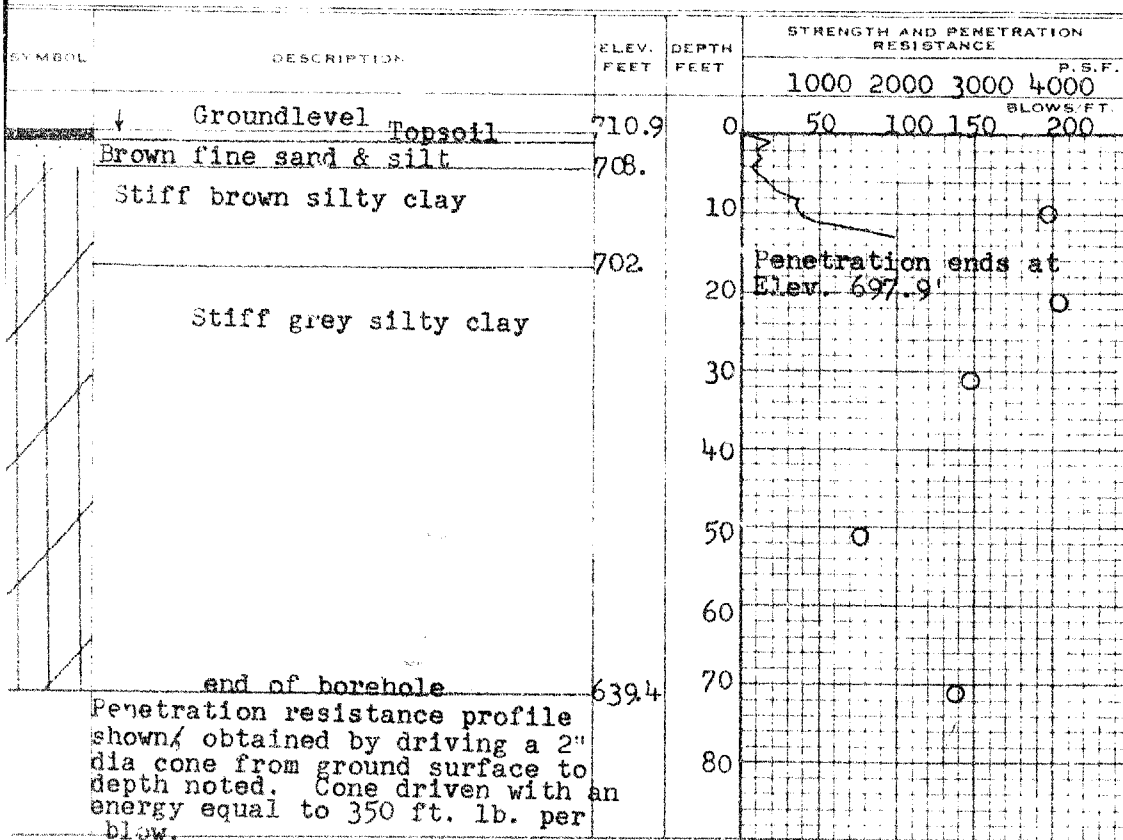 SYMBOL DESCRIPTION ELEV. FEET DEPTH FEET STRENGTH AND PENETRATION RESISTANCE
P.S.F.
1000 2000 3000 4000
BLOWS/FT.
Groundlevel 710.9 0 50 100 150 200
Topsoil
Brown fine sand & silt 708.
Stiff brown silty clay
10
702. Penetration ends at
20 Elev. 697.9'
Stiff grey silty clay
30
40
50
60
70
end of borehole 639.4
Penetration resistance profile
shown/ obtained by driving a 2"
dia cone from ground surface to
80
depth noted. Cone driven with an
energy equal to 350 ft. lb. per
blow.